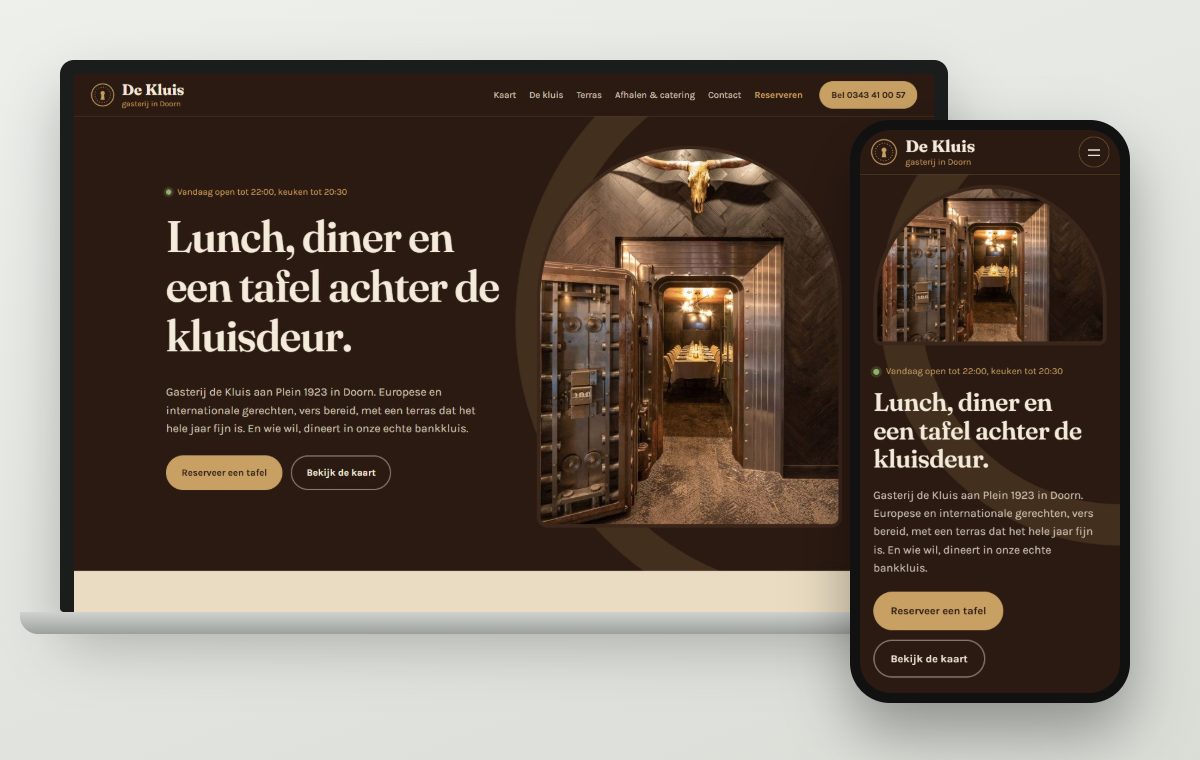 De Kluis
gasterij in Doorn
Kaart De kluis Terras Afhalen & catering Contact Reserveren Bel 0343 41 00 57
Vandaag open tot 22:00, keuken tot 20:30
Lunch, diner en
een tafel achter de
kluisdeur.
Gasterij de Kluis aan Plein 1923 in Doorn. Europese en
internationale gerechten, vers bereid, met een terras dat het
hele jaar fijn is. En wie wil, dineert in onze echte bankkluis.
Reserveer een tafel Bekijk de kaart
De Kluis
gasterij in Doorn
Vandaag open tot 22:00, keuken tot 20:30
Lunch, diner en
een tafel achter de
kluisdeur.
Gasterij de Kluis aan Plein 1923 in Doorn.
Europese en internationale gerechten, vers
bereid, met een terras dat het hele jaar fijn
is. En wie wil, dineert in onze echte
bankkluis.
Reserveer een tafel
Bekijk de kaart